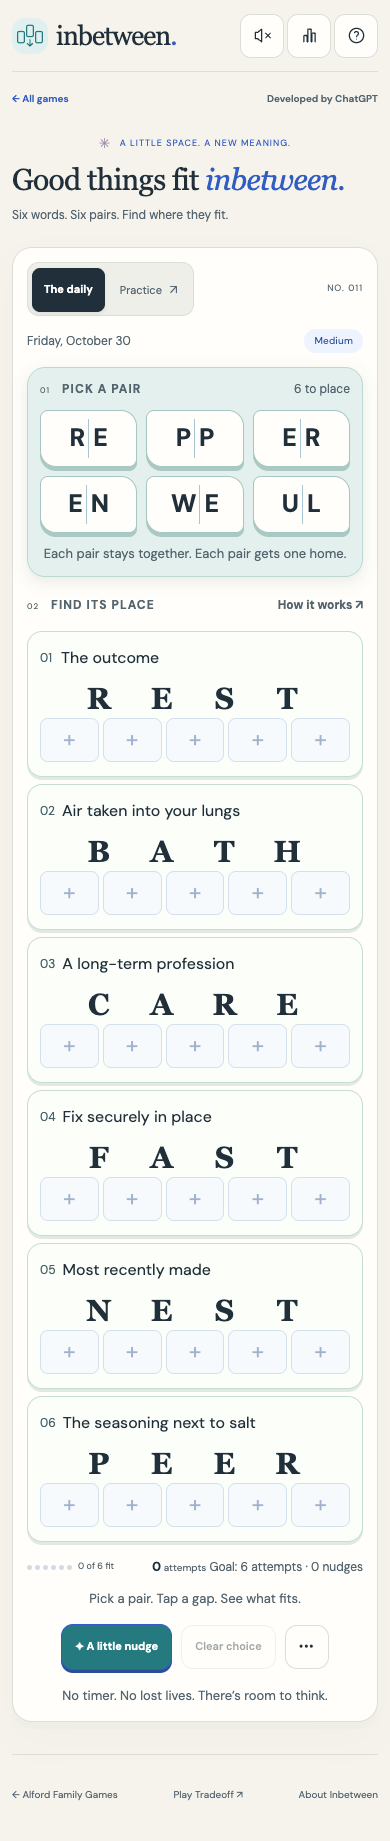 inbetween.
← All games
Developed by ChatGPT
A LITTLE SPACE. A NEW MEANING.
Good things fit inbetween.
Six words. Six pairs. Find where they fit.
The daily
Practice ↗
NO. 011
Friday, October 30
Medium
01 PICK A PAIR
6 to place
R E
P P
E R
E N
W E
U L
Each pair stays together. Each pair gets one home.
02 FIND ITS PLACE
How it works ↗
01 The outcome
R E S T
+ + + + +
02 Air taken into your lungs
B A T H
+ + + + +
03 A long-term profession
C A R E
+ + + + +
04 Fix securely in place
F A S T
+ + + + +
05 Most recently made
N E S T
+ + + + +
06 The seasoning next to salt
P E E R
+ + + + +
0 of 6 fit
0 attempts Goal: 6 attempts · 0 nudges
Pick a pair. Tap a gap. See what fits.
✦ A little nudge
Clear choice
•••
No timer. No lost lives. There’s room to think.
← Alford Family Games
Play Tradeoff ↗
About Inbetween